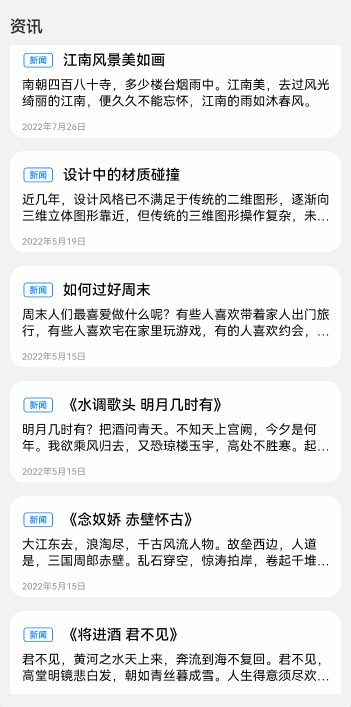 资讯
新闻 江南风景美如画
南朝四百八十寺，多少楼台烟雨中。江南美，去过风光
绮丽的江南，便久久不能忘怀，江南的雨如沐春风。
2022年7月26日
新闻 设计中的材质碰撞
近几年，设计风格已不满足于传统的二维图形，逐渐向
三维立体图形靠近，但传统的三维图形操作复杂，未...
2022年5月19日
新闻 如何过好周末
周末人们最喜爱做什么呢？有些人喜欢带着家人出门旅
行，有些人喜欢宅在家里玩游戏，有的人喜欢约会，...
2022年5月15日
新闻 《水调歌头 明月几时有》
明月几时有？把酒问青天。不知天上宫阙，今夕是何
年。我欲乘风归去，又恐琼楼玉宇，高处不胜寒。起...
2022年5月15日
新闻 《念奴娇 赤壁怀古》
大江东去，浪淘尽，千古风流人物。故垒西边，人道
是，三国周郎赤壁。乱石穿空，惊涛拍岸，卷起千堆...
2022年5月15日
新闻 《将进酒 君不见》
君不见，黄河之水天上来，奔流到海不复回。君不见，
高堂明镜悲白发，朝如青丝暮成雪。人生得意须尽欢...